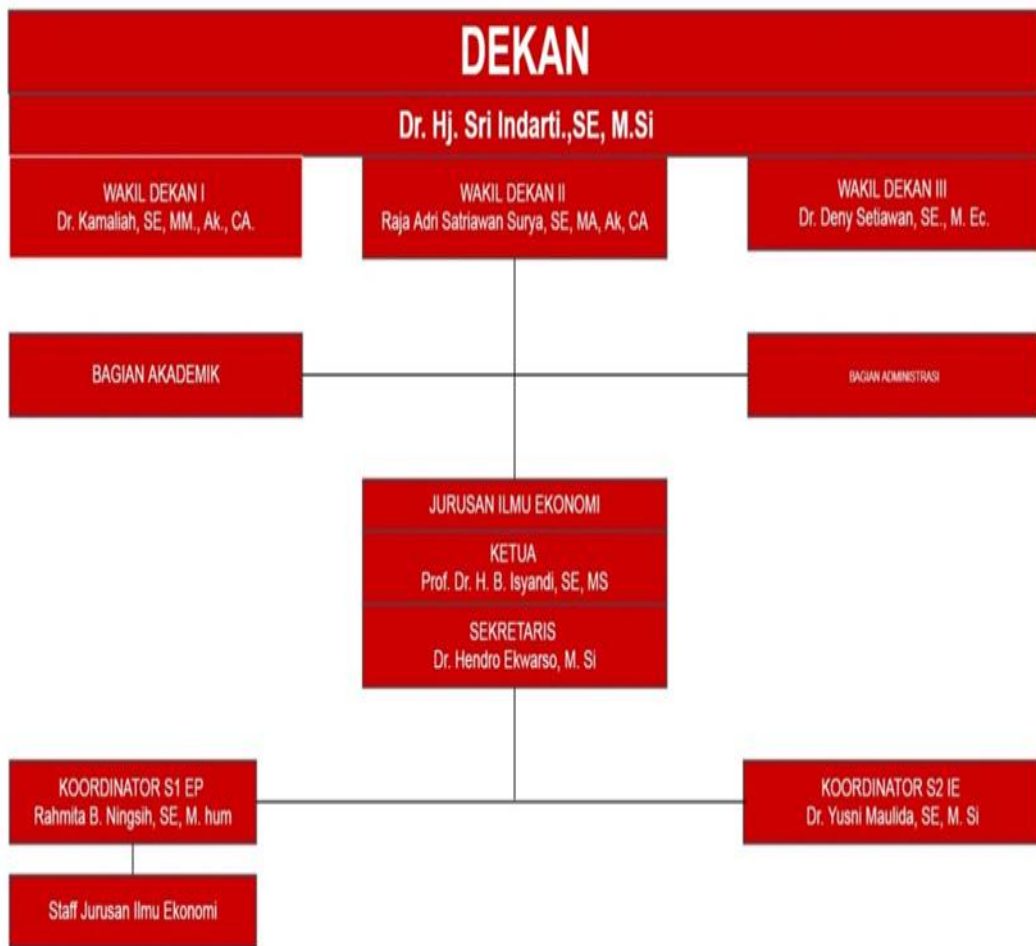 DEKAN
Dr. Hj. Sri Indarti.,SE, M.Si
WAKIL DEKAN I
Dr. Kamaliah, SE, MM., Ak., CA.
WAKIL DEKAN II
Raja Adri Satriawan Surya, SE, MA, Ak, CA
WAKIL DEKAN III
Dr. Deny Setiawan, SE., M. Ec.
BAGIAN AKADEMIK
BAGIAN ADMINISTRASI
JURUSAN ILMU EKONOMI
KETUA
Prof. Dr. H. B. Isyandi, SE, MS
SEKRETARIS
Dr. Hendro Ekwarso, M. Si
KOORDINATOR S1 EP
Rahmita B. Ningsih, SE, M. hum
KOORDINATOR S2 IE
Dr. Yusni Maulida, SE, M. Si
Staff Jurusan Ilmu Ekonomi